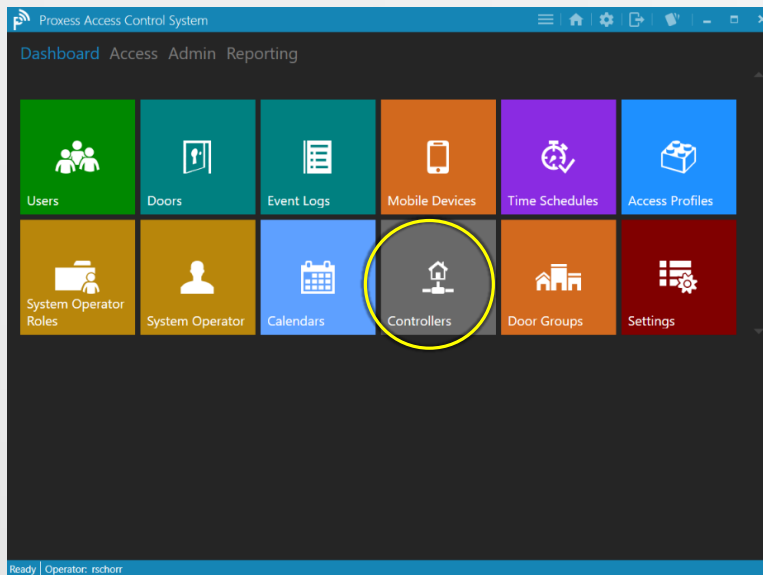 Proxess Access Control System
Dashboard Access Admin Reporting
Users
Doors
Event Logs
Mobile Devices
Time Schedules
Access Profiles
System Operator
Roles
System Operator
Calendars
Controllers
Door Groups
Settings
Ready Operator: rschorr